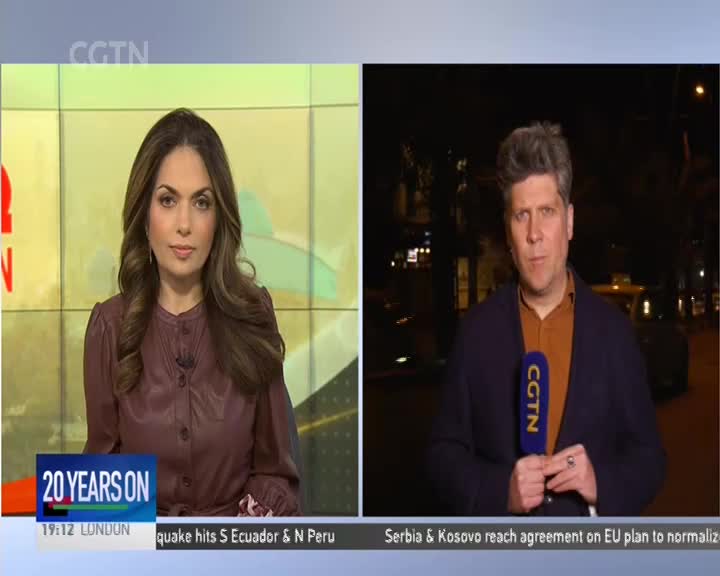 CGTN
CGTN
20 YEARS ON
19:12 LONDON
quake hits S Ecuador & N Peru Serbia & Kosovo reach agreement on EU plan to normaliz